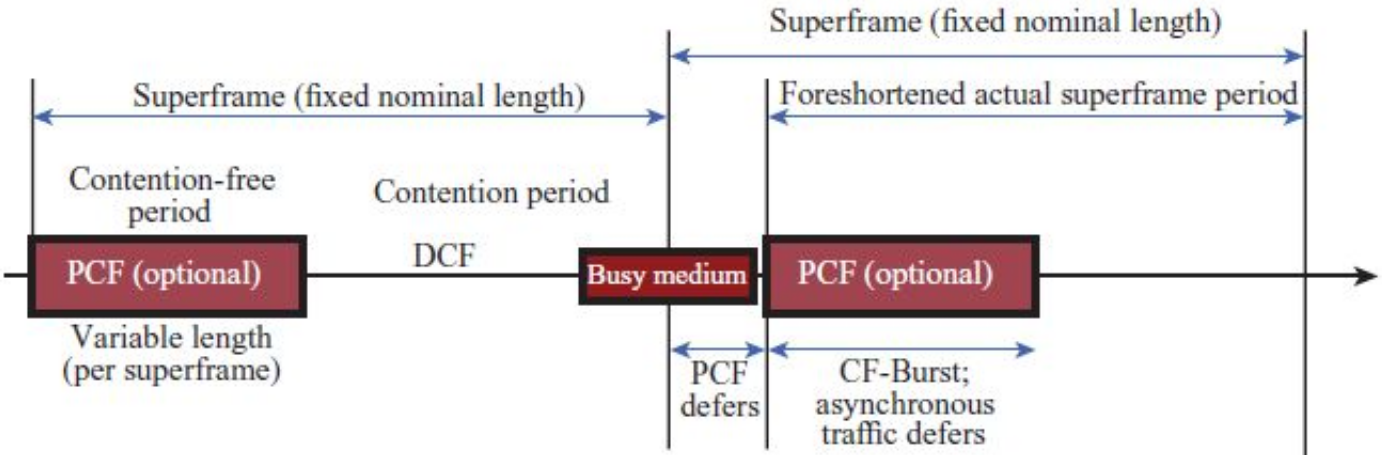 Superframe (fixed nominal length)
Superframe (fixed nominal length)
Foreshortened actual superframe period
Contention-free
period
Contention period
PCF (optional)
DCF
Busy medium
PCF (optional)
Variable length
(per superframe)
PCF
defers
CF-Burst;
asynchronous
traffic defers